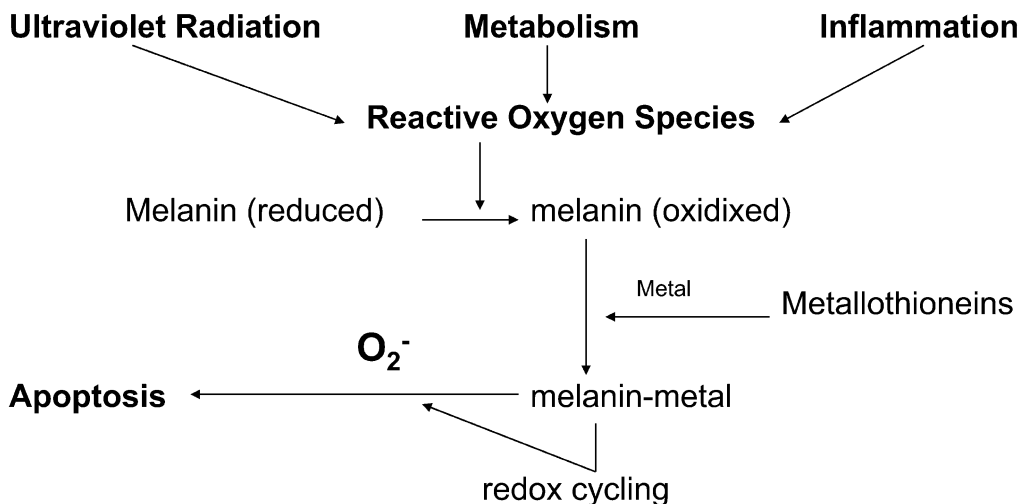 Ultraviolet Radiation Metabolism Inflammation
Reactive Oxygen Species
Melanin (reduced) melanin (oxidixed)
Metal
Metallothioneins
O₂⁻
Apoptosis melanin-metal
redox cycling